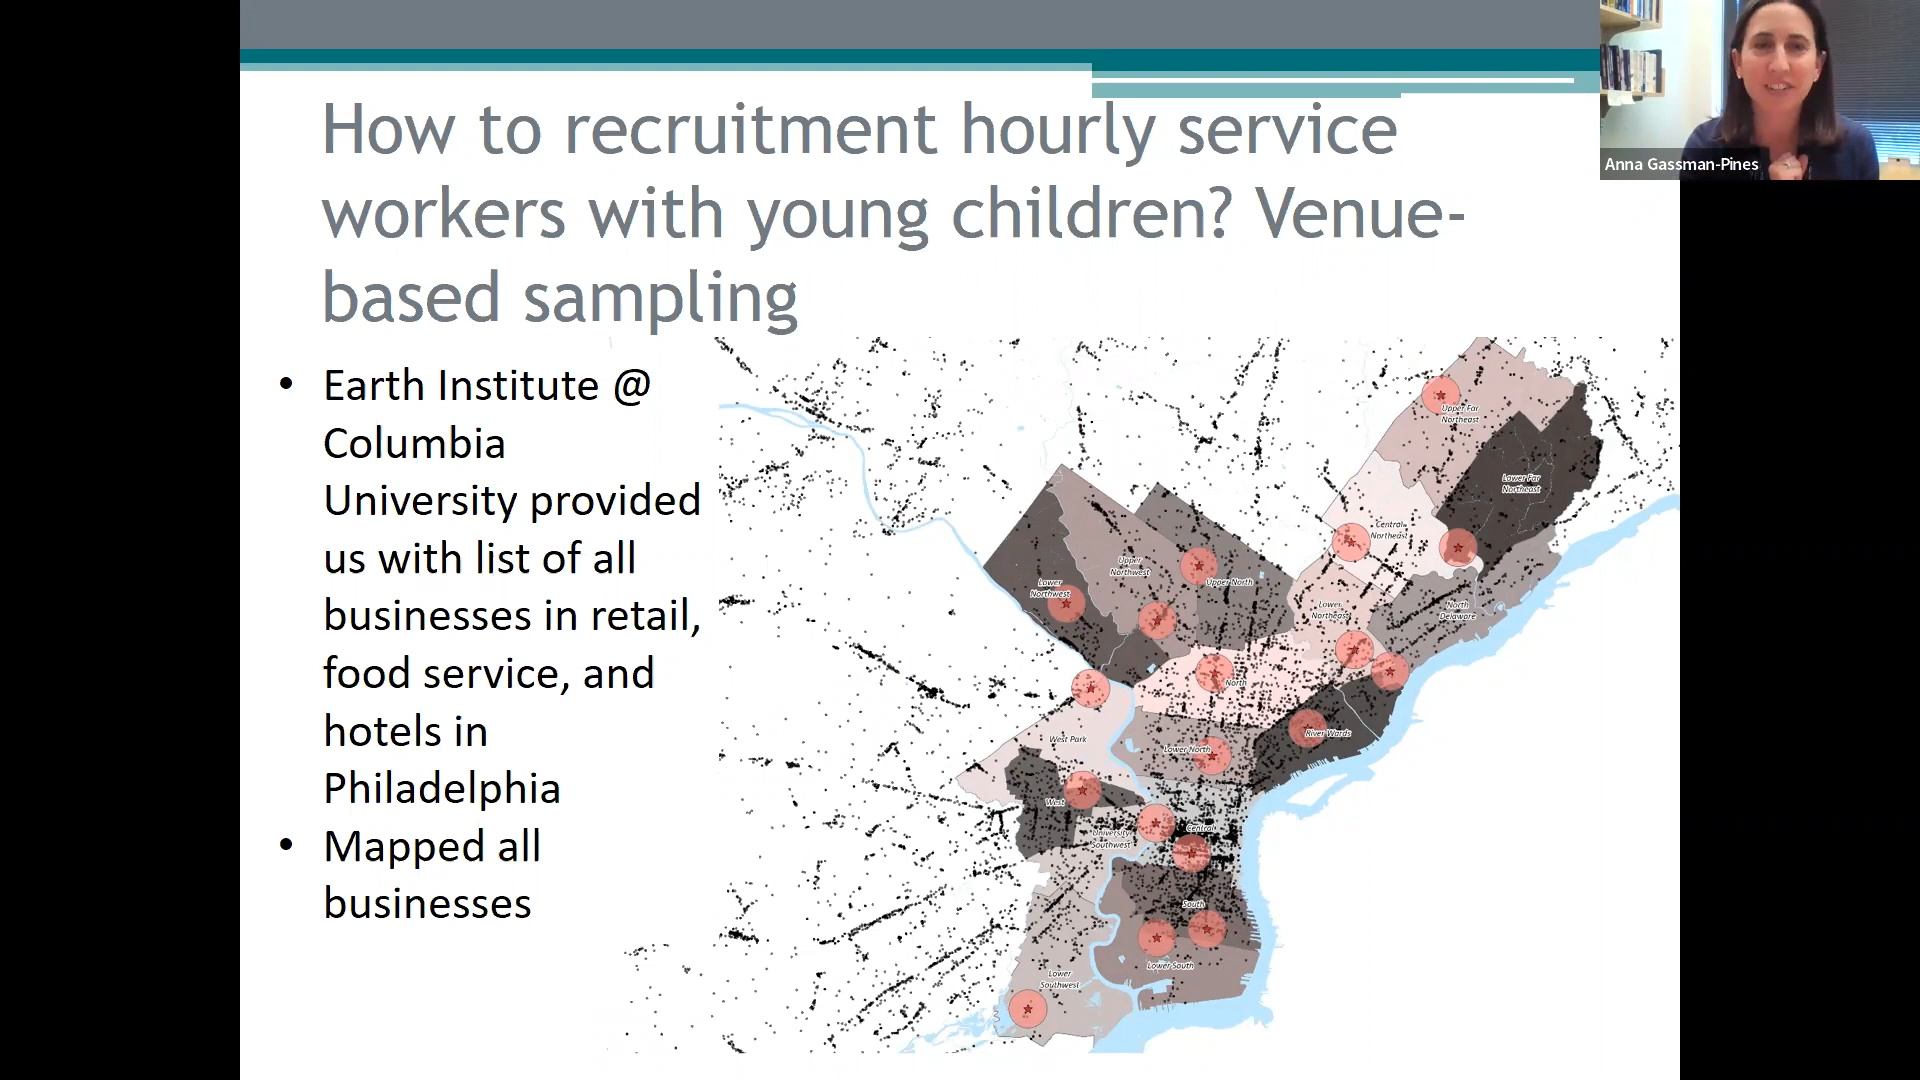 How to recruitment hourly service
workers with young children? Venue-
based sampling
Anna Gassman-Pines
• Earth Institute @
Columbia
University provided
us with list of all
businesses in retail,
food service, and
hotels in
Philadelphia
• Mapped all
businesses
Upper Far
Northeast
Lower Far
Northeast
Central
Northeast
Upper
Northwest
Upper North
Lower
Northwest
Lower
Northeast
North
Delaware
North
River Wards
West Park
Lower North
West
University
Southwest
Central
South
Lower South
Lower
Southwest